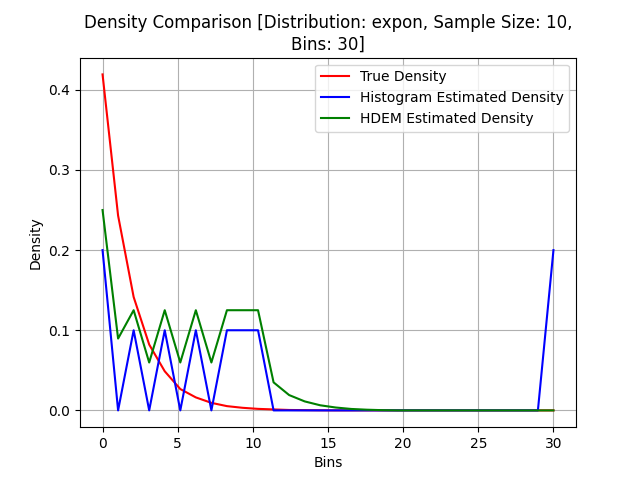 Density Comparison [Distribution: expon, Sample Size: 10,
Bins: 30]
True Density
Histogram Estimated Density
HDEM Estimated Density
Density
0.4
0.3
0.2
0.1
0.0
0 5 10 15 20 25 30
Bins